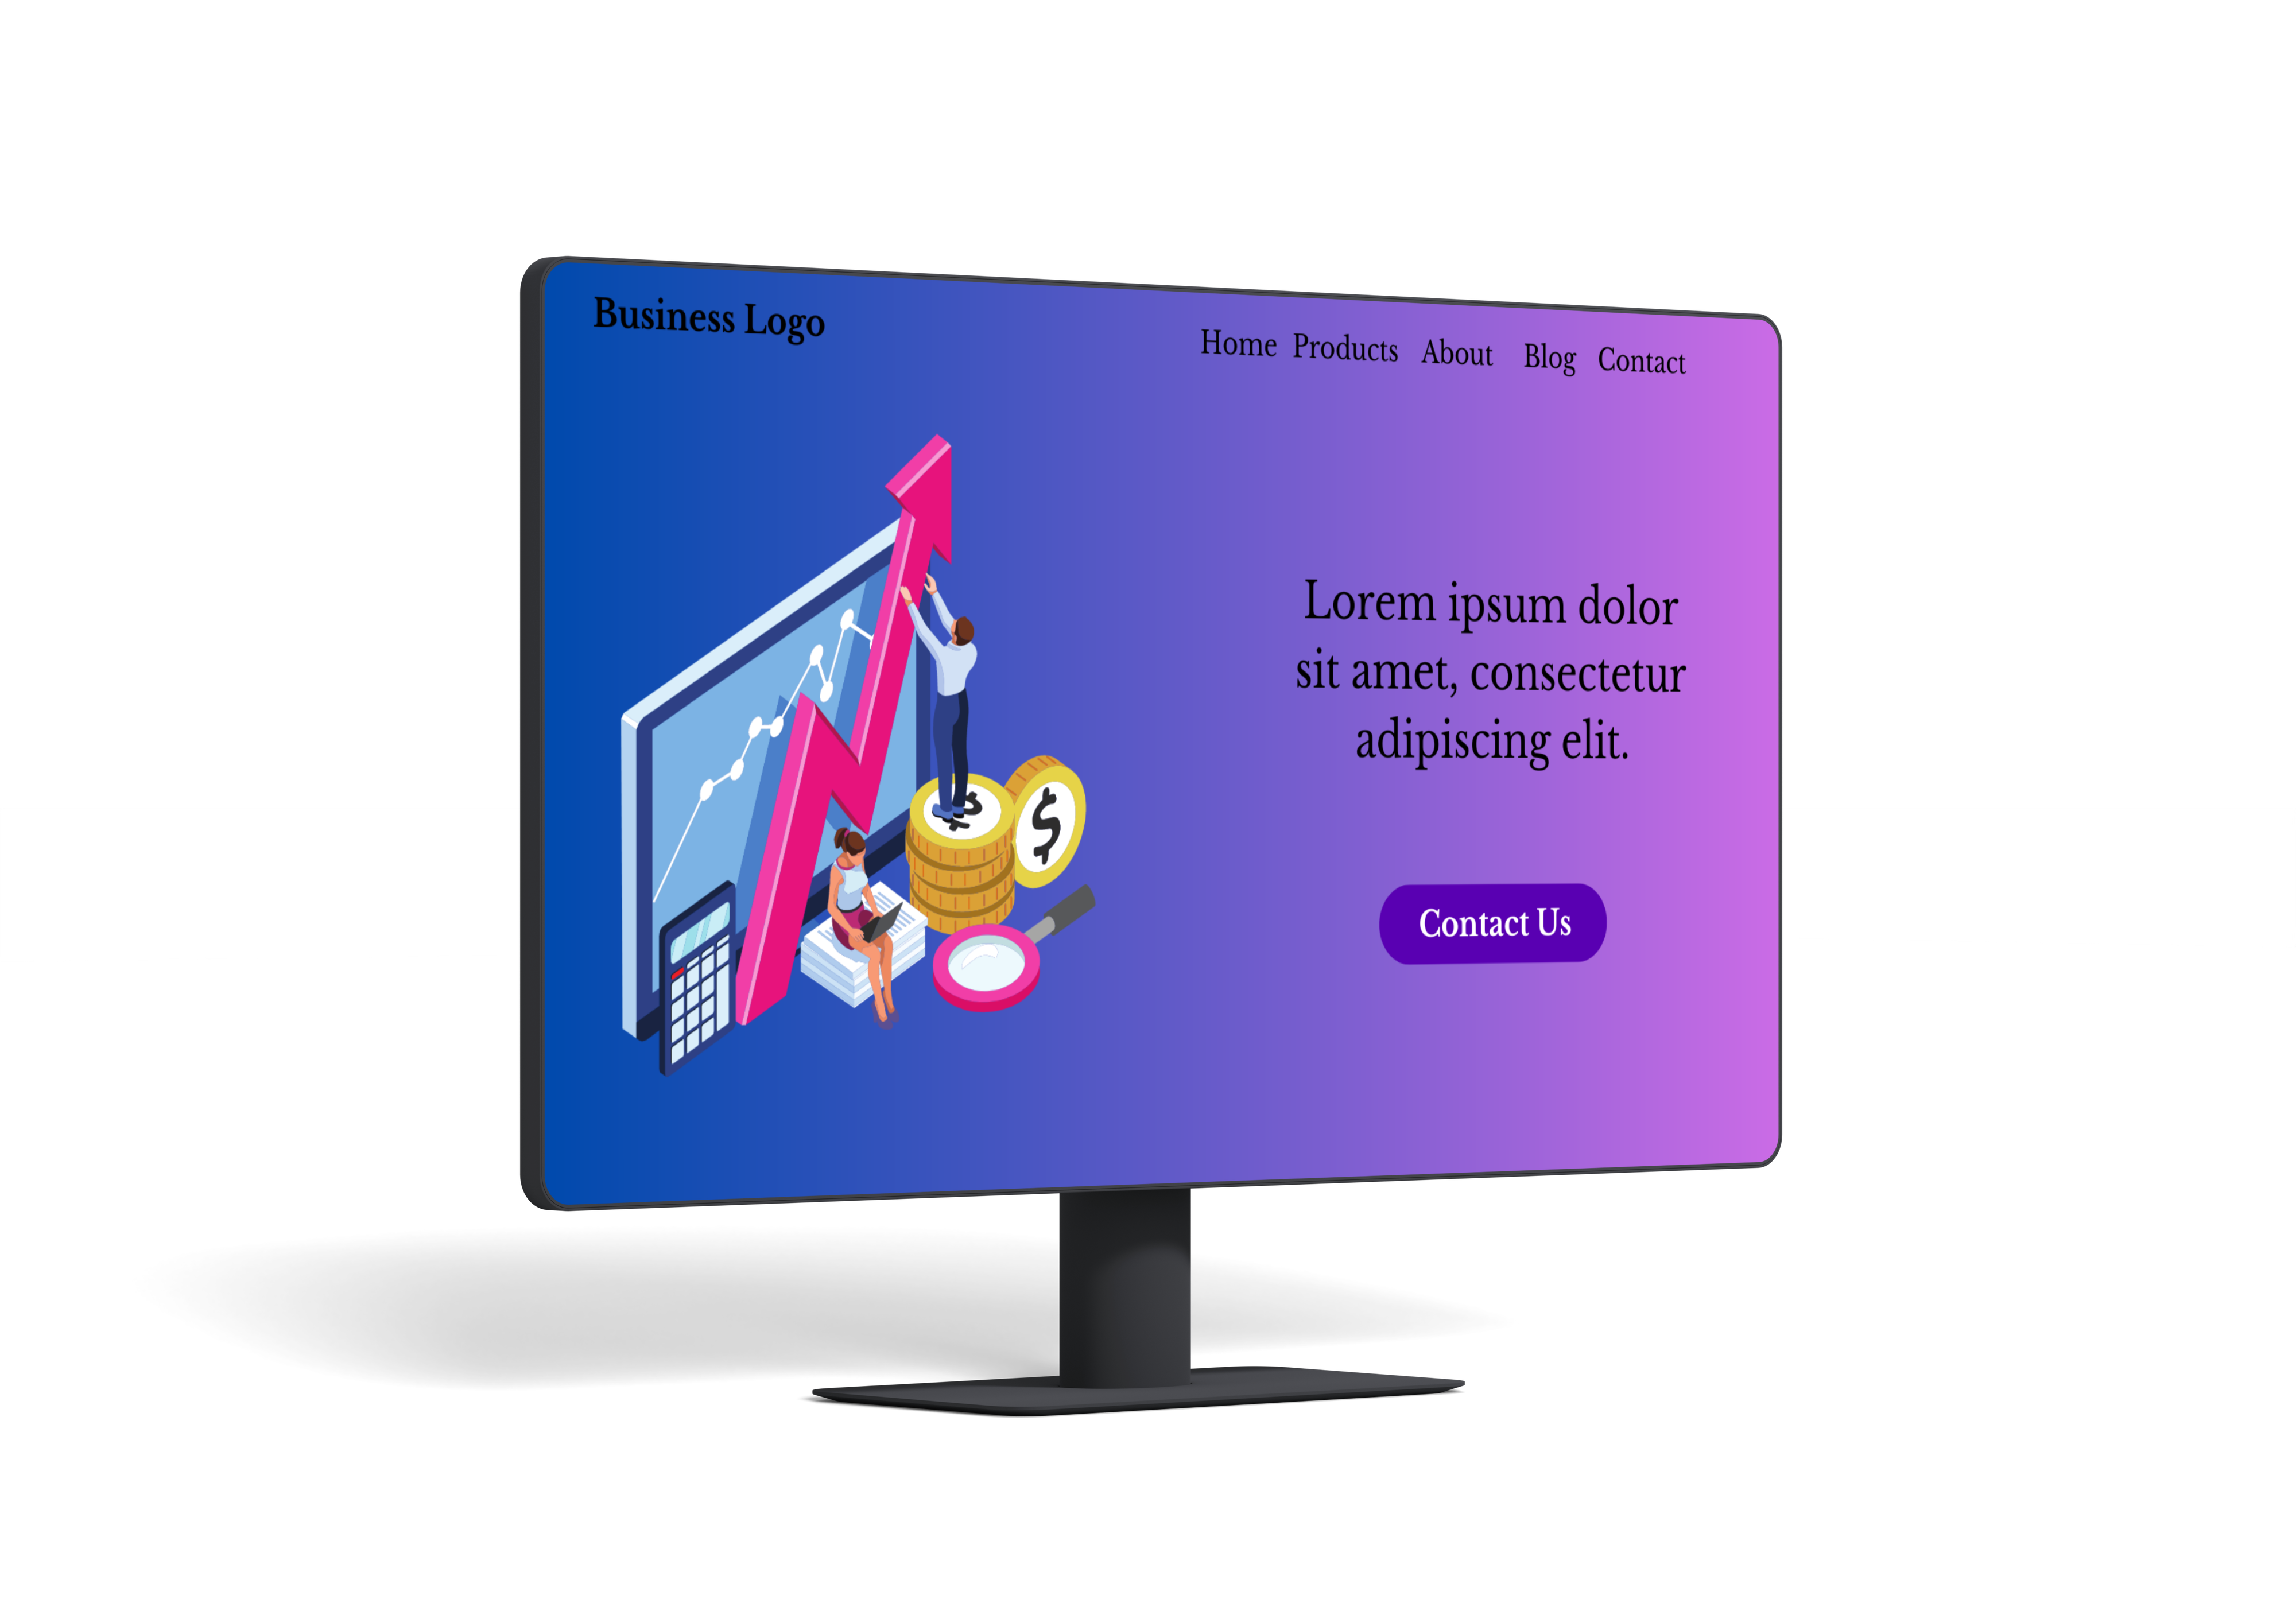 Business Logo
Home Products About Blog Contact
Lorem ipsum dolor
sit amet, consectetur
adipiscing elit.
$
$
Contact Us